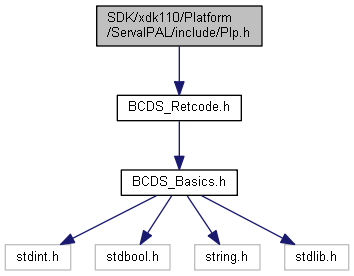 SDK/xdk110/Platform
/ServalPAL/include/Plp.h
BCDS_Retcode.h
BCDS_Basics.h
stdint.h
stdbool.h
string.h
stdlib.h